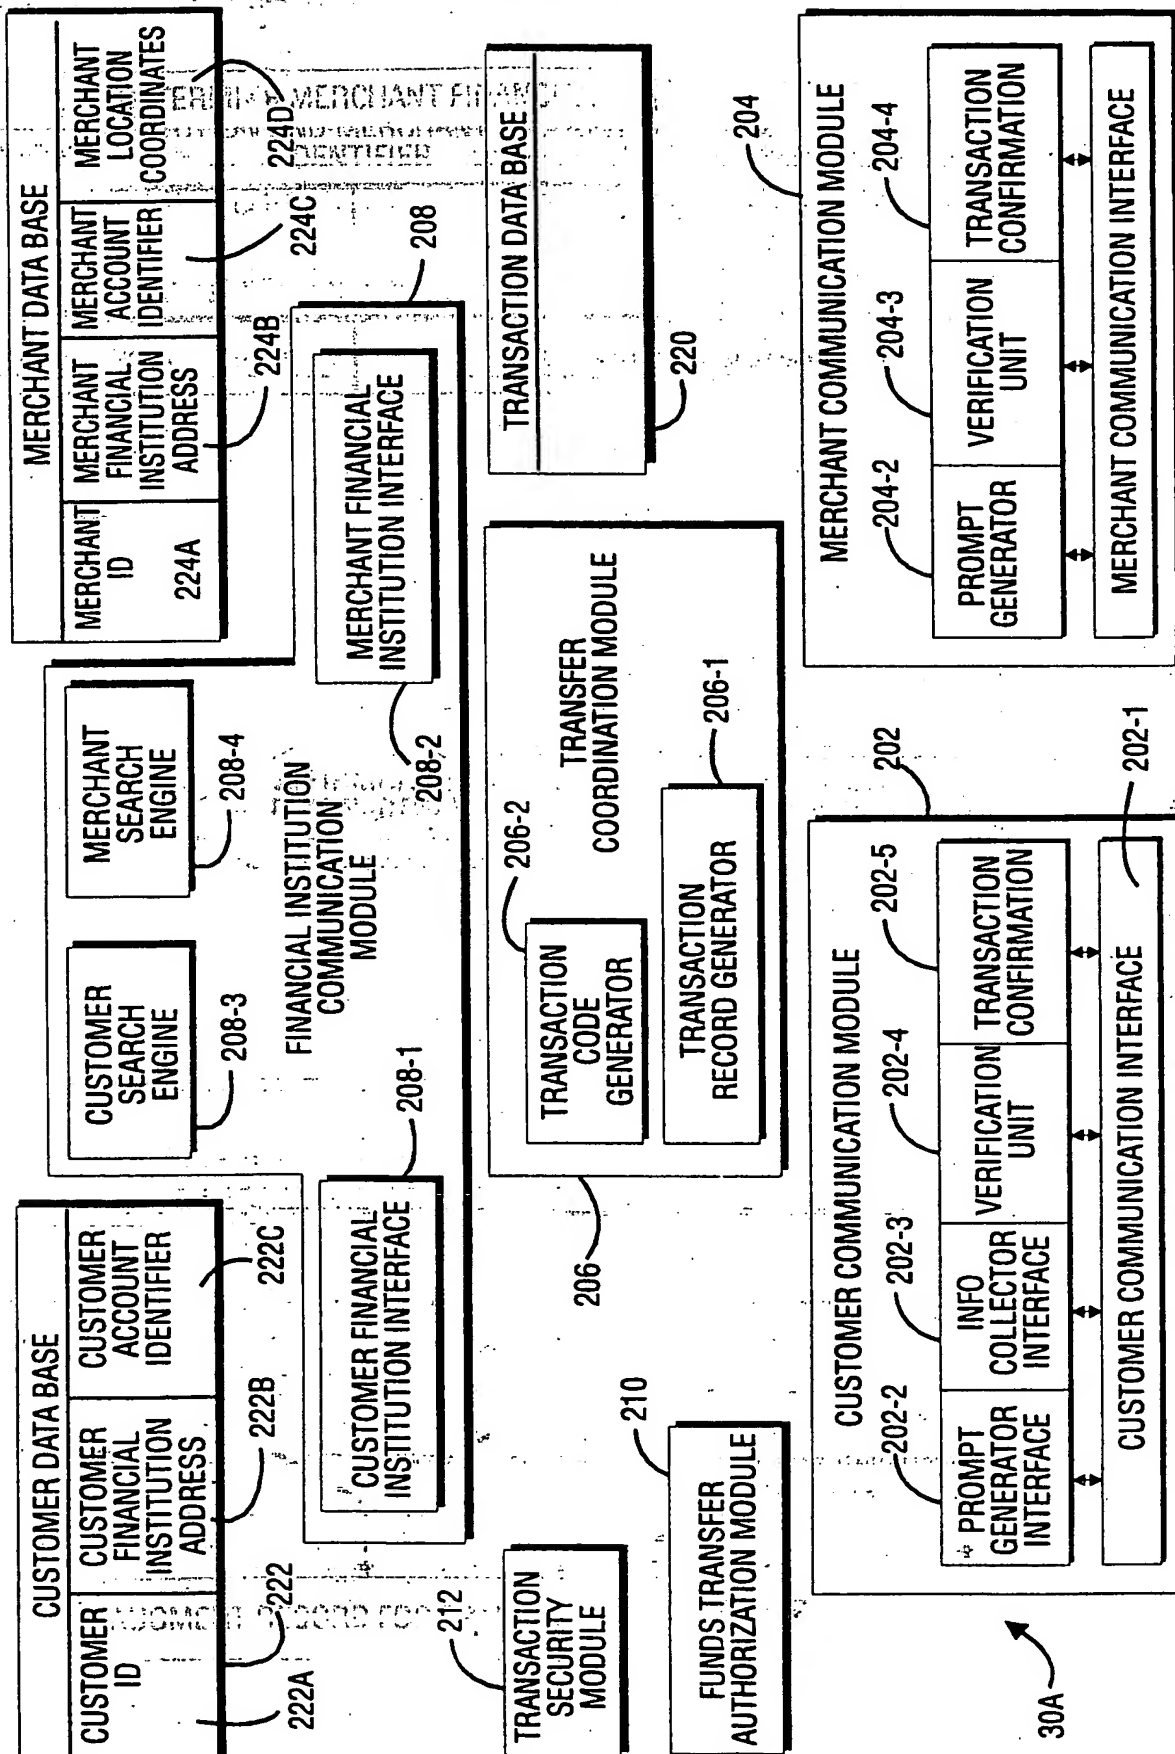 CUSTOMER DATA BASE
CUSTOMER
ID
222A
CUSTOMER
FINANCIAL
INSTITUTION
ADDRESS
222B
CUSTOMER
ACCOUNT
IDENTIFIER
222C
222
CUSTOMER
SEARCH
ENGINE
208-3
MERCHANT
SEARCH
ENGINE
208-4
MERCHANT DATA BASE
MERCHANT
ID
224A
MERCHANT
FINANCIAL
INSTITUTION
ADDRESS
224B
MERCHANT
ACCOUNT
IDENTIFIER
224C
MERCHANT
LOCATION
COORDINATES
224D
FINANCIAL INSTITUTION
COMMUNICATION
MODULE
208
CUSTOMER FINANCIAL
INSTITUTION INTERFACE
208-1
MERCHANT FINANCIAL
INSTITUTION INTERFACE
208-2
TRANSACTION
SECURITY
MODULE
212
FUNDS TRANSFER
AUTHORIZATION MODULE
210
206
TRANSACTION
CODE
GENERATOR
206-2
TRANSFER
COORDINATION MODULE
TRANSACTION
RECORD GENERATOR
206-1
TRANSACTION DATA BASE
220
CUSTOMER COMMUNICATION MODULE
202
202-2
202-3
202-4
202-5
PROMPT
GENERATOR
INTERFACE
INFO
COLLECTOR
INTERFACE
VERIFICATION
UNIT
TRANSACTION
CONFIRMATION
CUSTOMER COMMUNICATION INTERFACE
202-1
MERCHANT COMMUNICATION MODULE
204
204-2
204-3
204-4
PROMPT
GENERATOR
VERIFICATION
UNIT
TRANSACTION
CONFIRMATION
MERCHANT COMMUNICATION INTERFACE
30A
MERCHANT
IDENTIFIER